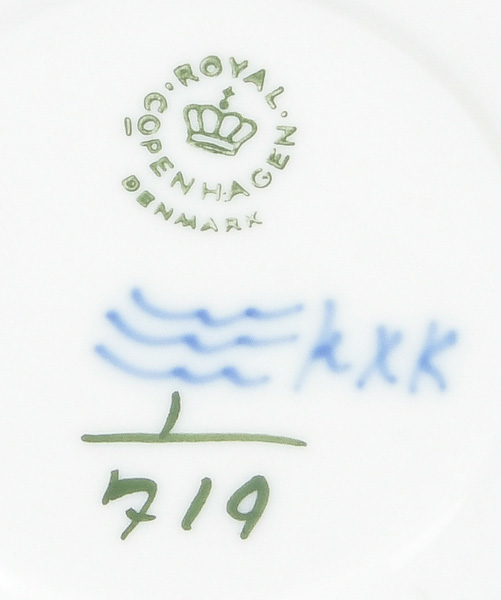 ROYAL COPENHAGEN
DENMARK
kxK
1
719